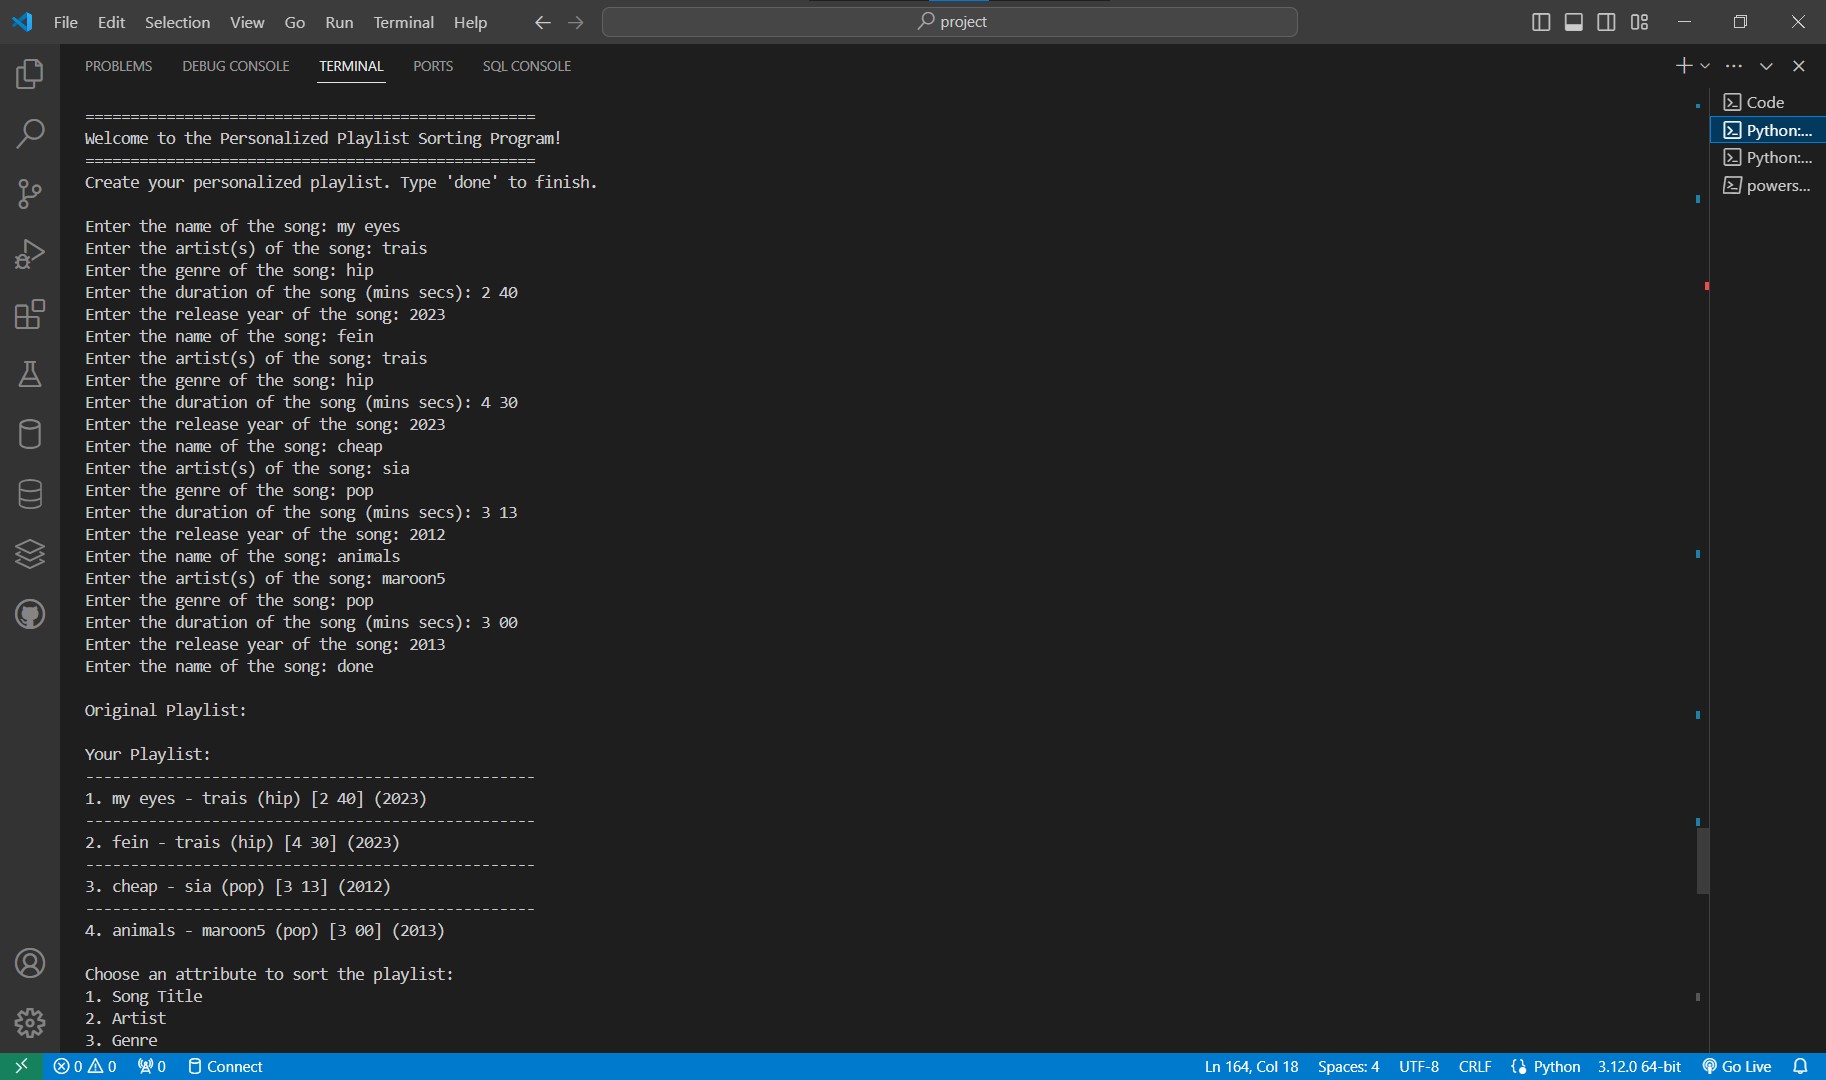 File Edit Selection View Go Run Terminal Help project
PROBLEMS DEBUG CONSOLE TERMINAL PORTS SQL CONSOLE
Code
Python:...
Python:...
powers...
==================================================
Welcome to the Personalized Playlist Sorting Program!
==================================================
Create your personalized playlist. Type 'done' to finish.
Enter the name of the song: my eyes
Enter the artist(s) of the song: trais
Enter the genre of the song: hip
Enter the duration of the song (mins secs): 2 40
Enter the release year of the song: 2023
Enter the name of the song: fein
Enter the artist(s) of the song: trais
Enter the genre of the song: hip
Enter the duration of the song (mins secs): 4 30
Enter the release year of the song: 2023
Enter the name of the song: cheap
Enter the artist(s) of the song: sia
Enter the genre of the song: pop
Enter the duration of the song (mins secs): 3 13
Enter the release year of the song: 2012
Enter the name of the song: animals
Enter the artist(s) of the song: maroon5
Enter the genre of the song: pop
Enter the duration of the song (mins secs): 3 00
Enter the release year of the song: 2013
Enter the name of the song: done
Original Playlist:
Your Playlist:
--------------------------------------------------
1. my eyes - trais (hip) [2 40] (2023)
--------------------------------------------------
2. fein - trais (hip) [4 30] (2023)
--------------------------------------------------
3. cheap - sia (pop) [3 13] (2012)
--------------------------------------------------
4. animals - maroon5 (pop) [3 00] (2013)
Choose an attribute to sort the playlist:
1. Song Title
2. Artist
3. Genre
0 0 0 Connect Ln 164, Col 18 Spaces: 4 UTF-8 CRLF Python 3.12.0 64-bit Go Live